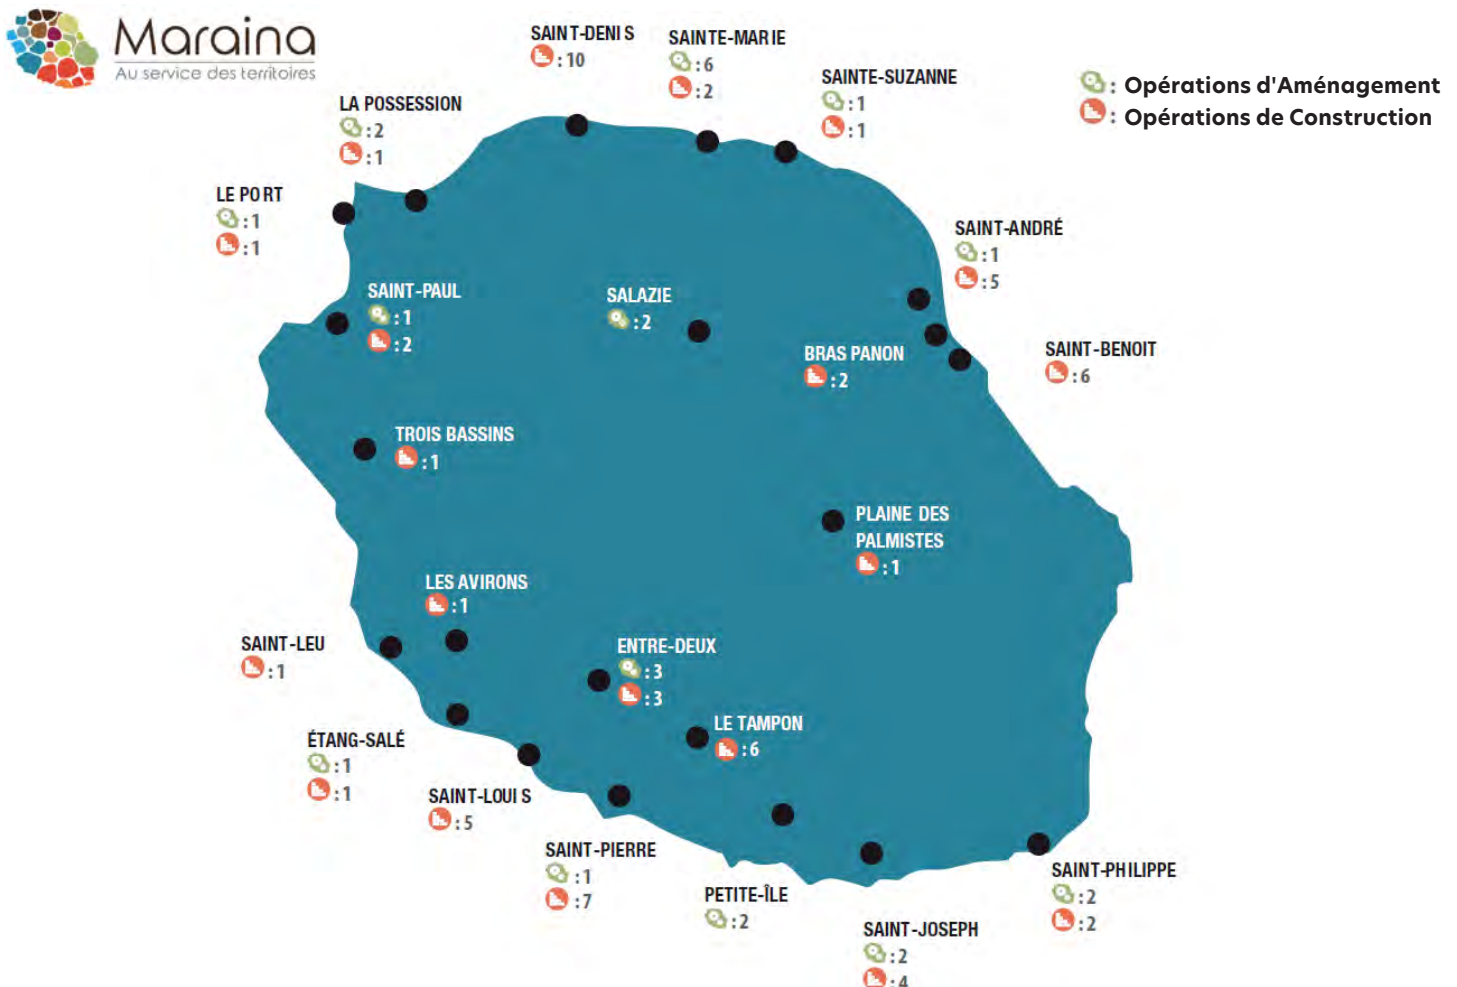 Maraina
Au service des territoires
SAINT-DENIS
: 10
SAINTE-MARIE
: 6
: 2
SAINTE-SUZANNE
: 1
: 1
: Opérations d'Aménagement
: Opérations de Construction
LA POSSESSION
: 2
: 1
LE PORT
: 1
: 1
SAINT-ANDRÉ
: 1
: 5
SAINT-PAUL
: 1
: 2
SALAZIE
: 2
BRAS PANON
: 2
SAINT-BENOIT
: 6
TROIS BASSINS
: 1
PLAINE DES
PALMISTES
: 1
LES AVIRONS
: 1
SAINT-LEU
: 1
ENTRE-DEUX
: 3
: 3
LE TAMPON
: 6
ÉTANG-SALÉ
: 1
: 1
SAINT-LOUIS
: 5
SAINT-PIERRE
: 1
: 7
PETITE-ÎLE
: 2
SAINT-JOSEPH
: 2
: 4
SAINT-PHILIPPE
: 2
: 2